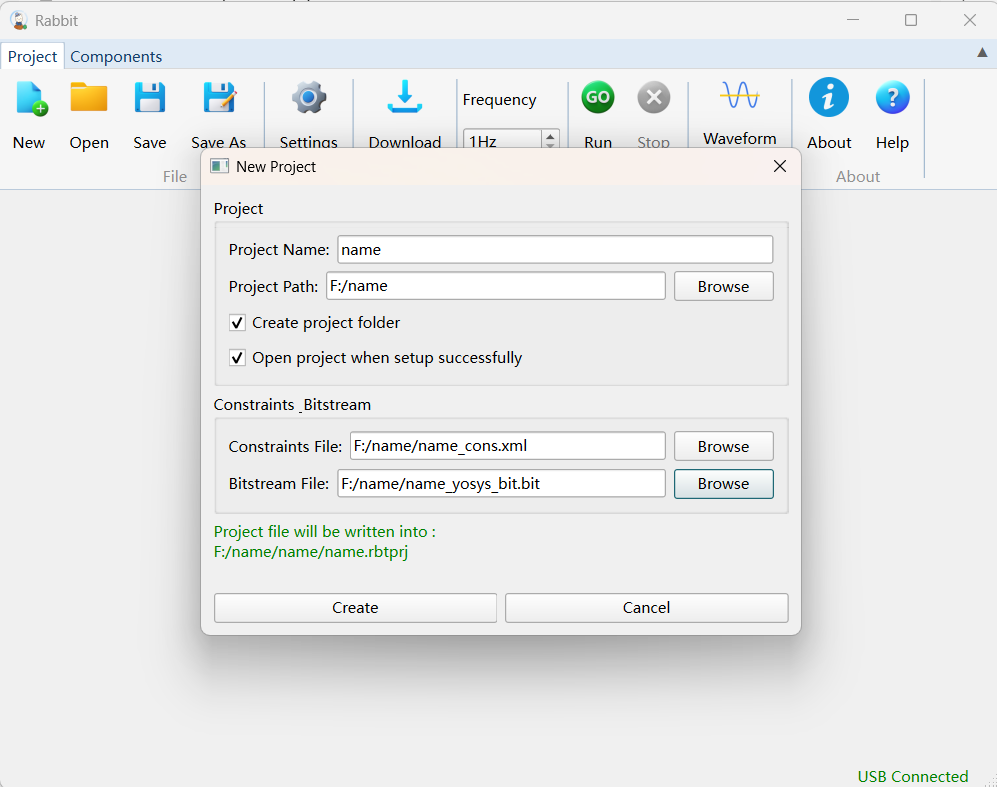 Rabbit
Project Components
New Open Save Save As Settings Download Frequency 1Hz Run Stop Waveform About Help
GO
File About
New Project
Project
Project Name: name
Project Path: F:/name Browse
Create project folder
Open project when setup successfully
Constraints _Bitstream
Constraints File: F:/name/name_cons.xml Browse
Bitstream File: F:/name/name_yosys_bit.bit Browse
Project file will be written into :
F:/name/name/name.rbtprj
Create Cancel
USB Connected